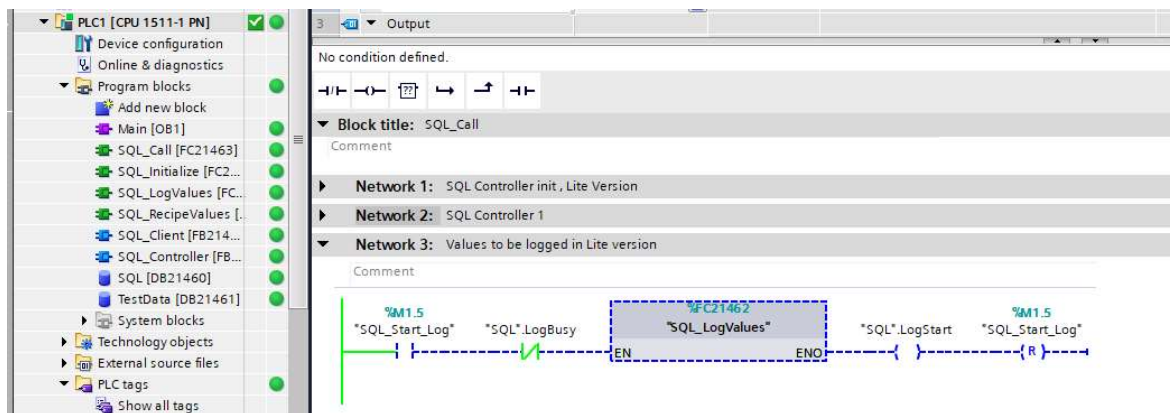 PLC1 [CPU 1511-1 PN]
Device configuration
Online & diagnostics
Program blocks
Add new block
Main [OB1]
SQL_Call [FC21463]
SQL_Initialize [FC2...
SQL_LogValues [FC...
SQL_RecipeValues [..
SQL_Client [FB214...
SQL_Controller [FB...
SQL [DB21460]
TestData [DB21461]
System blocks
Technology objects
External source files
PLC tags
Show all tags
3 Output
No condition defined.
??
Block title: SQL_Call
Comment
Network 1: SQL Controller init , Lite Version
Network 2: SQL Controller 1
Network 3: Values to be logged in Lite version
Comment
%M1.5
"SQL_Start_Log"
"SQL".LogBusy
%FC21462
"SQL_LogValues"
EN ENO
"SQL".LogStart
%M1.5
"SQL_Start_Log"
R